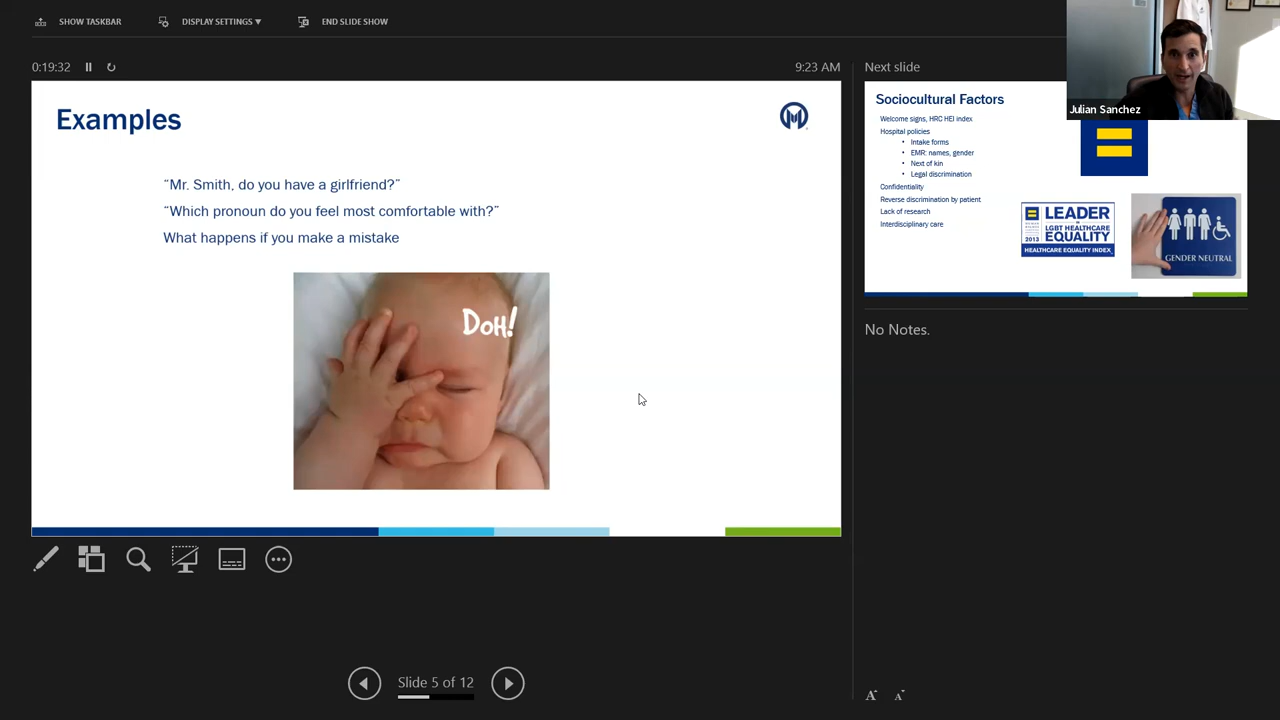 SHOW TASKBAR
DISPLAY SETTINGS ▼
END SLIDE SHOW
0:19:32
9:23 AM
Examples
“Mr. Smith, do you have a girlfriend?”
“Which pronoun do you feel most comfortable with?”
What happens if you make a mistake
DOH!
Slide 5 of 12
Next slide
Julian Sanchez
Sociocultural Factors
Welcome signs, HRC HEI index
Hospital policies
• Intake forms
• EMR: names, gender
• Next of kin
• Legal discrimination
Confidentiality
Reverse discrimination by patient
Lack of research
Interdisciplinary care
2013
LEADER
LGBT HEALTHCARE
EQUALITY
HEALTHCARE EQUALITY INDEX
GENDER NEUTRAL
No Notes.
A
A